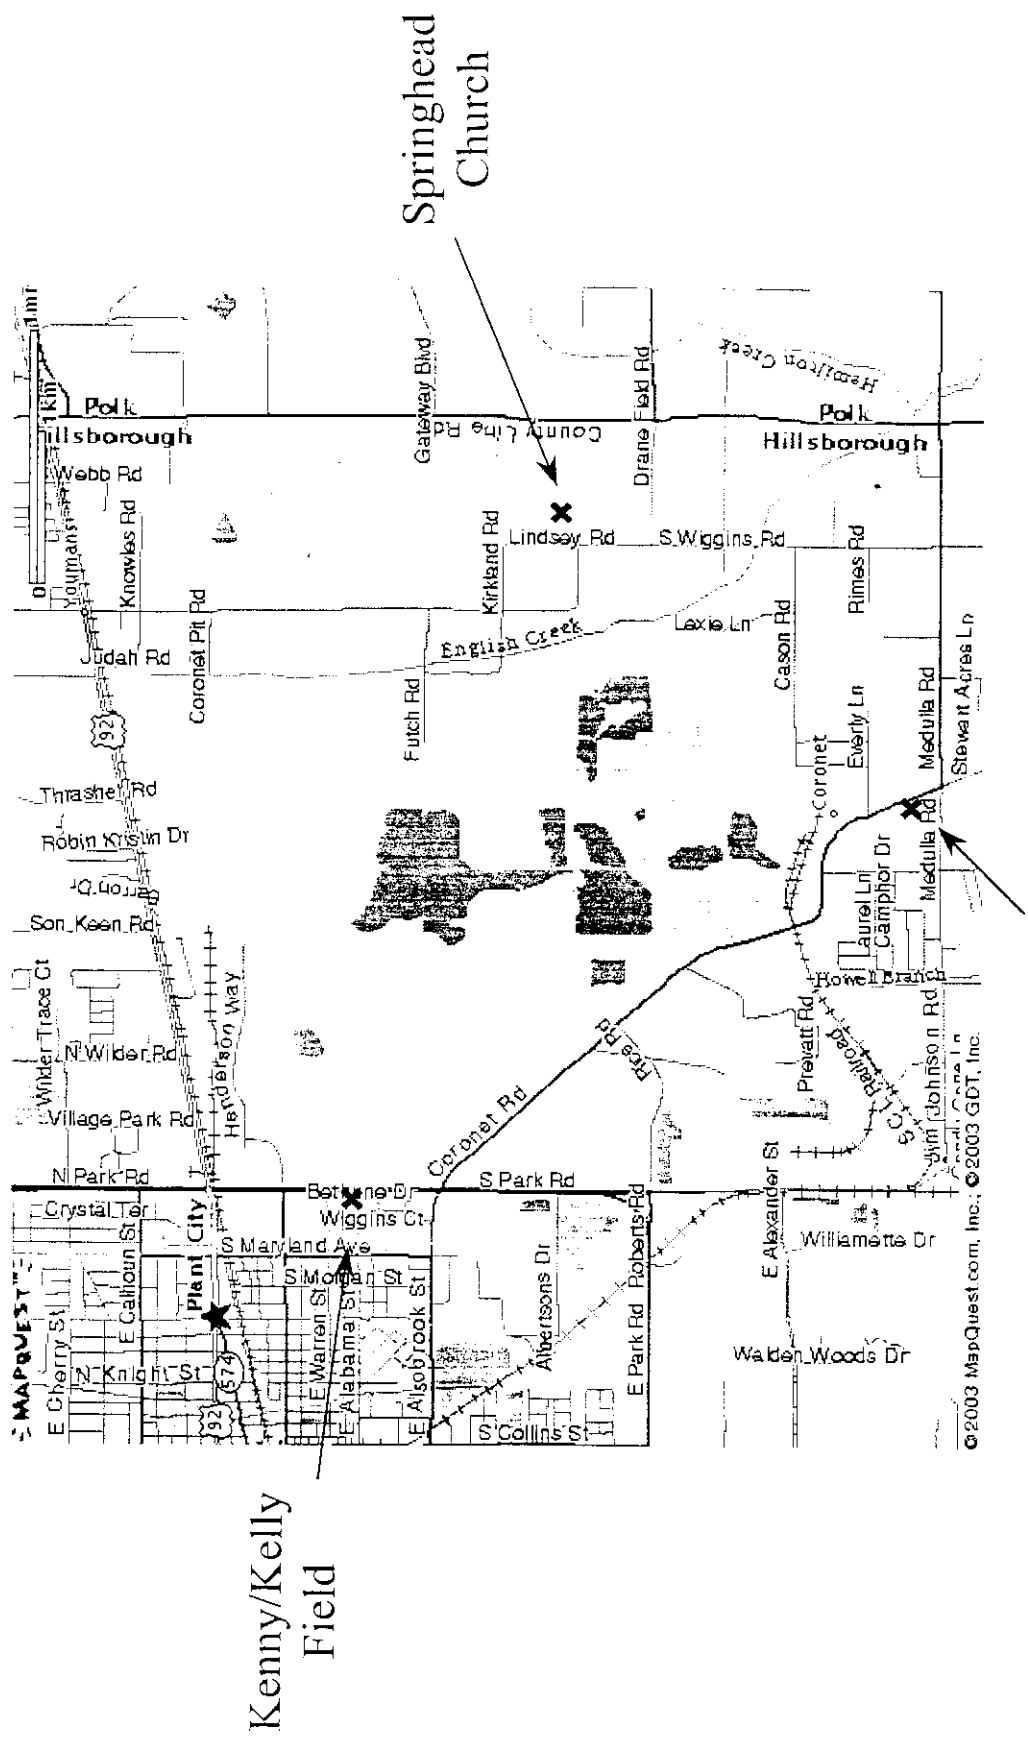 Springhead
Church
Kenny/Kelly
Field
MAPQUEST
0
1 km
1 mi
Polk
Hillsborough
Webb Rd
Youmans
Knowles Rd
Judah Rd
Coronet Pit Rd
92
Thrasher Rd
Robin Kristin Dr
Son Keen Rd
Wilder Trace Ct
N Wilder Rd
Village Park Rd
Henderson Way
N Park Rd
Crystal Ter
E Calhoun St
Plant City
E Cherry St
N Knight St
92
574
S Maryland Ave
S Morgan St
E Warren St
E Alabama St
E Alsobrook St
Bethune Dr
Wiggins Ct
Coronet Rd
S Park Rd
Rice Rd
Gateway Blvd
County Line Rd
Kirkland Rd
Futch Rd
English Creek
Lindsey Rd
Drane Field Rd
S Wiggins Rd
Lexie Ln
Hamilton Creek
Polk
Hillsborough
Cason Rd
Rimes Rd
Coronet
Everly Ln
Medulla Rd
Stewart Acres Ln
Medulla Rd
Laurel Ln
Camphor Dr
Howell Branch
Prevatt Rd
SCL Railroad
Jim Johnson Rd
E Alexander St
Williamette Dr
Walden Woods Dr
Albertsons Dr
E Park Rd
Roberts Rd
S Collins St
©2003 MapQuest.com, Inc.; ©2003 GDT, Inc.